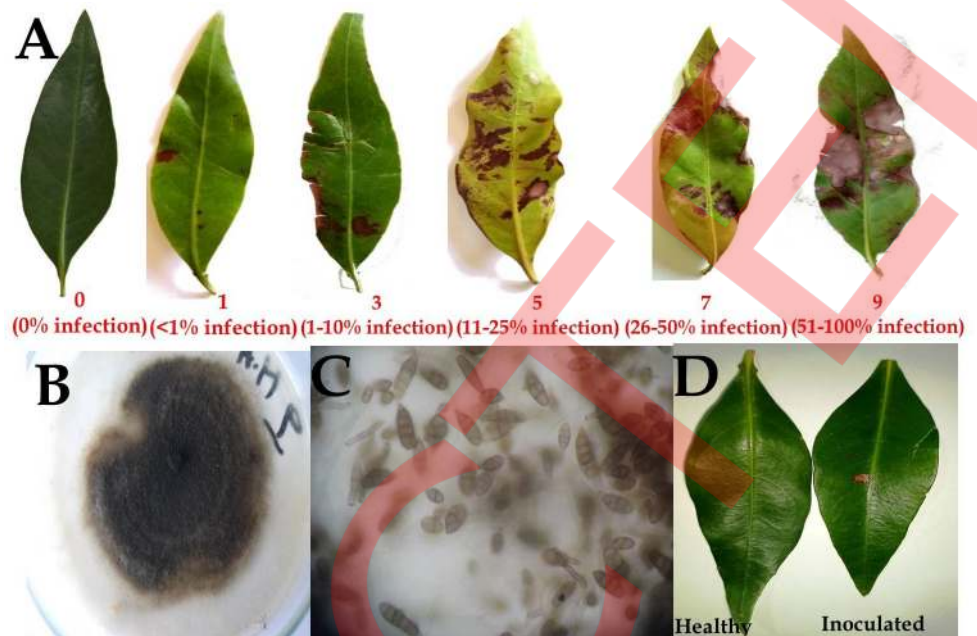 A
0 1 3 5 7 9
(0% infection) (<1% infection) (1-10% infection) (11-25% infection) (26-50% infection) (51-100% infection)
B C D
Healthy Inoculated